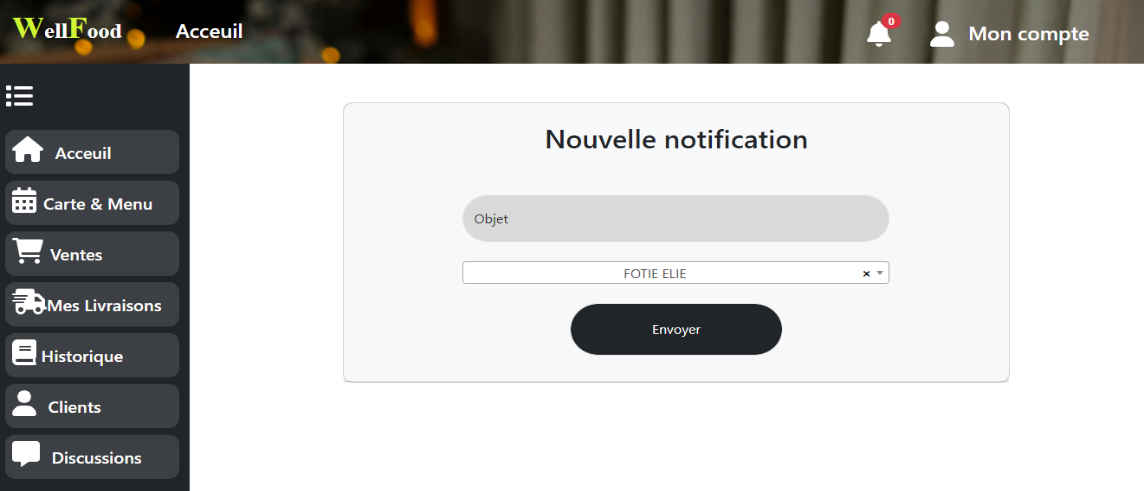 WellFood
Acceuil
0
Mon compte
Acceuil
Carte & Menu
Ventes
Mes Livraisons
Historique
Clients
Discussions
Nouvelle notification
Objet
FOTIE ELIE ×
Envoyer